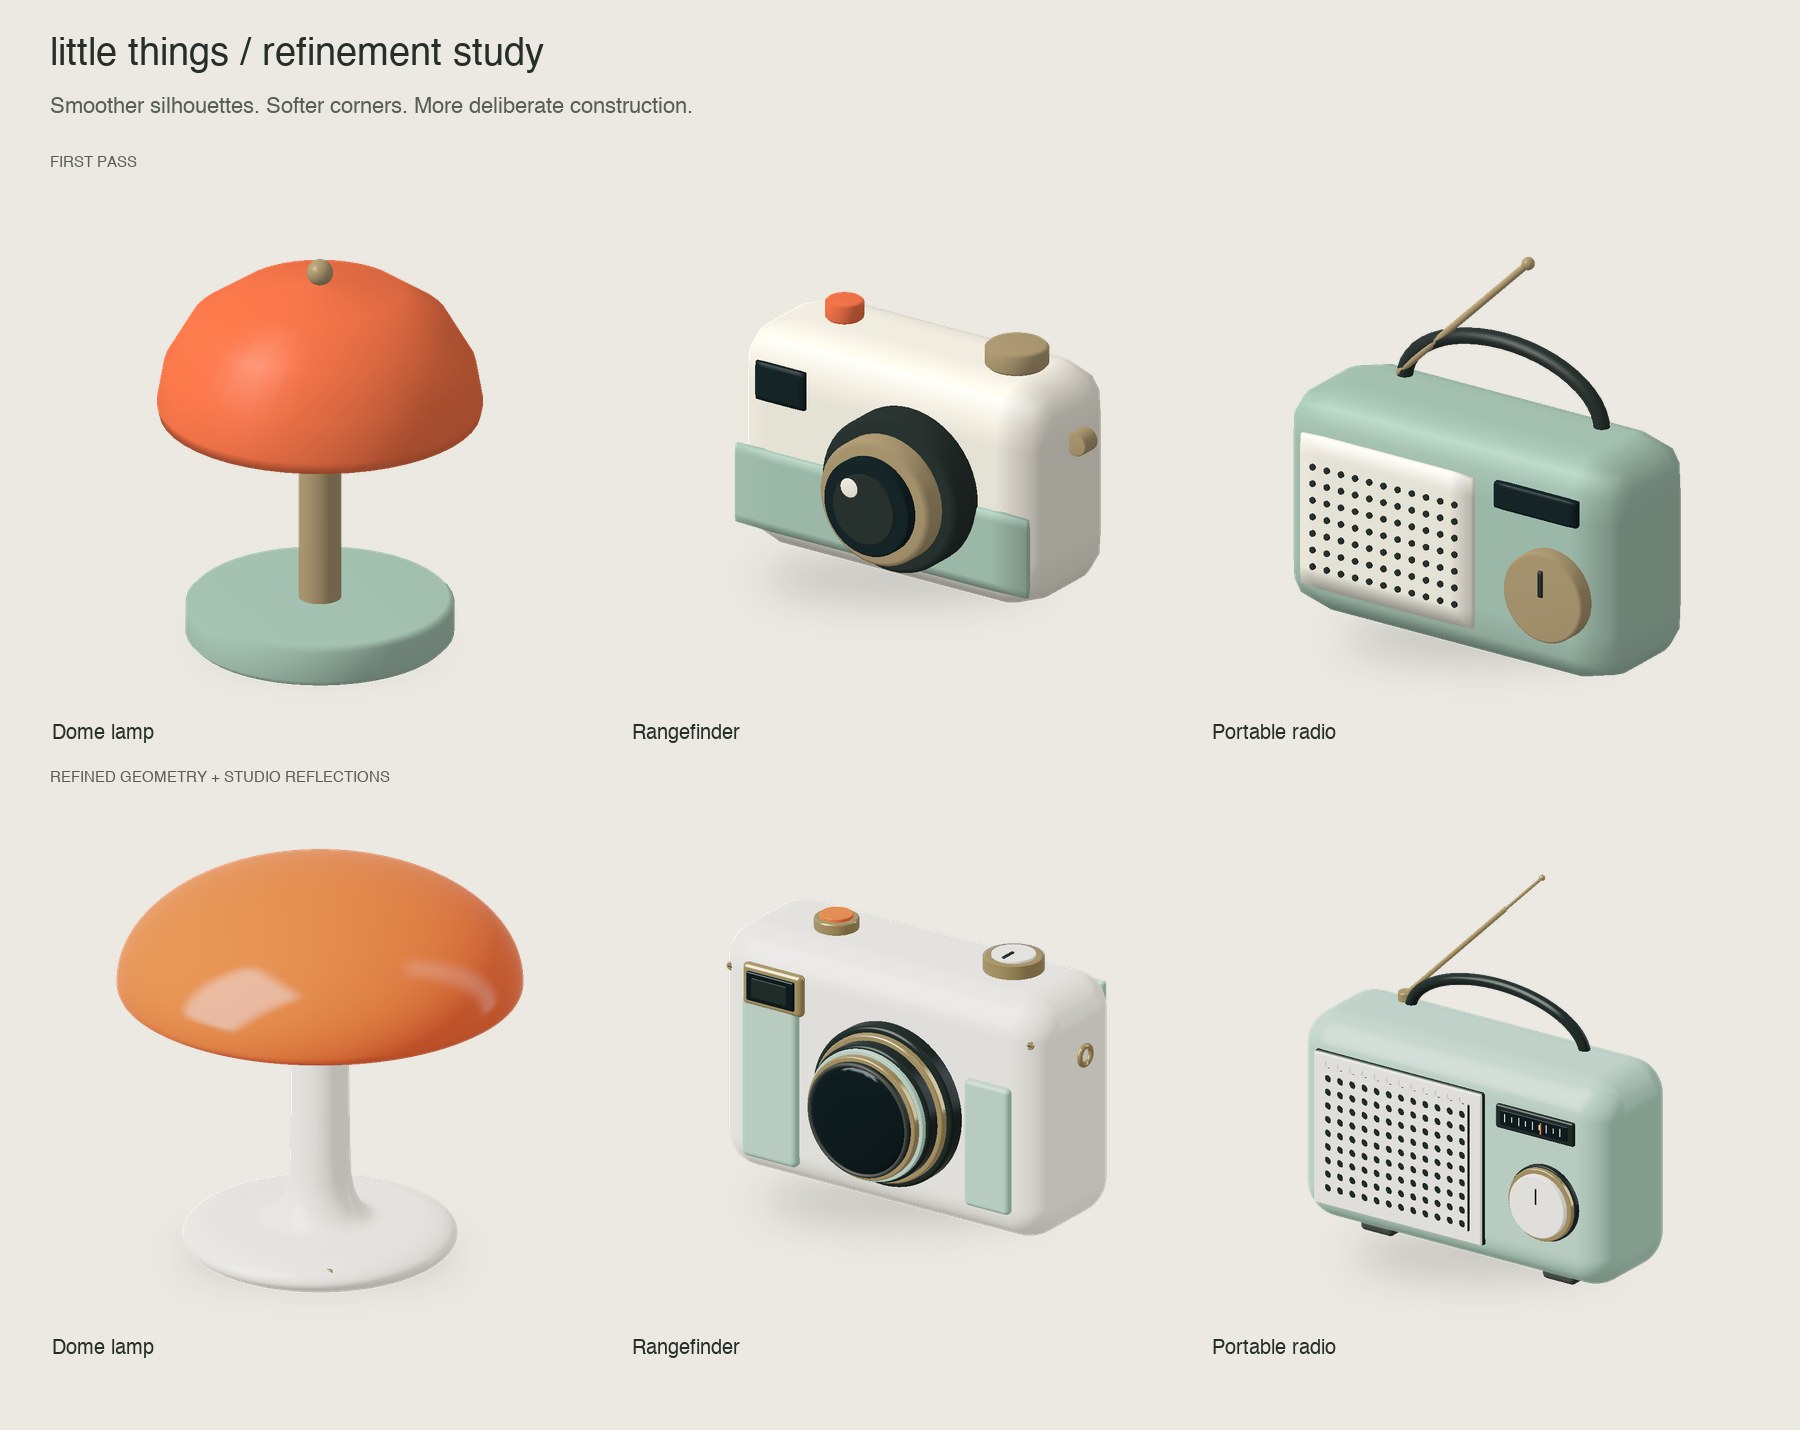 little things / refinement study
Smoother silhouettes. Softer corners. More deliberate construction.
FIRST PASS
Dome lamp
Rangefinder
Portable radio
REFINED GEOMETRY + STUDIO REFLECTIONS
Dome lamp
Rangefinder
Portable radio